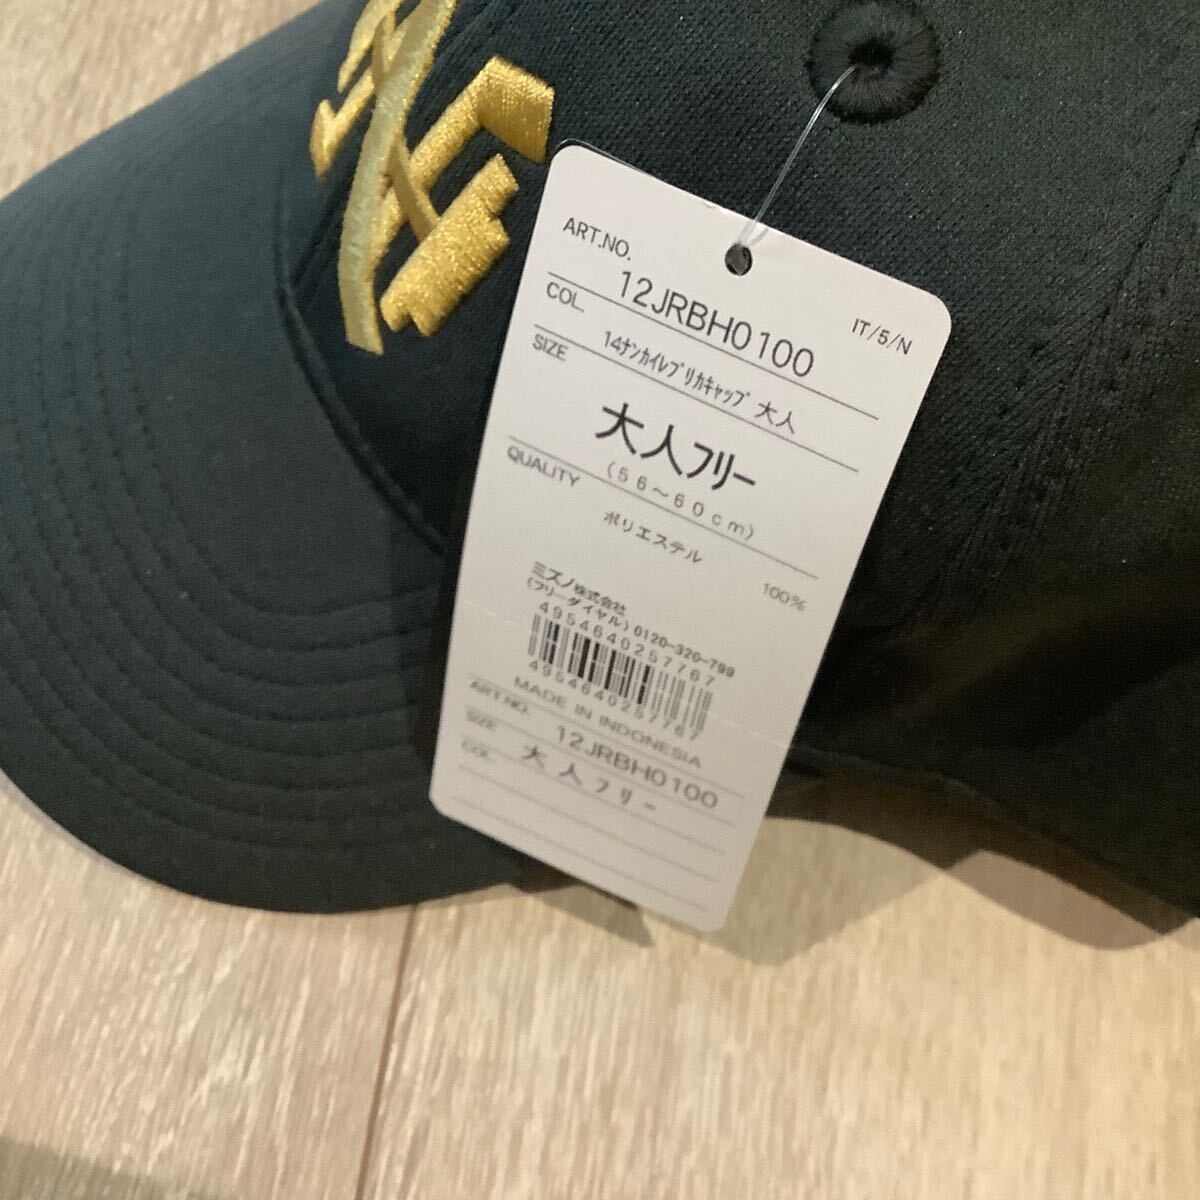 ART.NO.
12JRBH0100
IT/5/N
COL.
14ﾅﾝｶｲﾚﾌﾟﾘｶｷｬｯﾌﾟ 大人
SIZE
大人フリー
(56～60cm)
QUALITY
ポリエステル 100%
ミズノ株式会社
(フリーダイヤル)0120-320-799
4954640257767
4954640257767
MADE IN INDONESIA
ART.NO. 12JRBH0100
SIZE 大人フリー
COL.